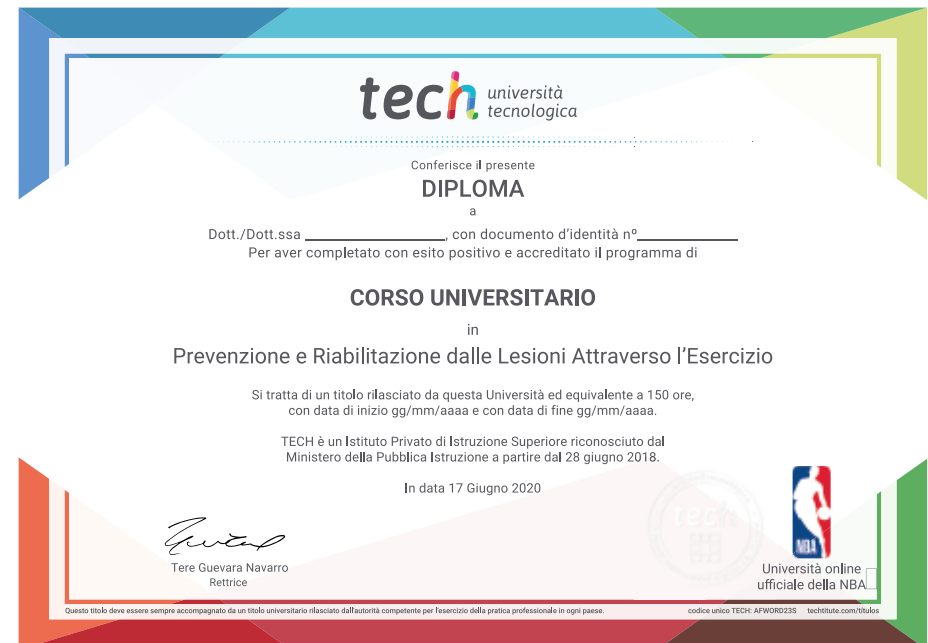 tech università
tecnologica
Conferisce il presente
DIPLOMA
a
Dott./Dott.ssa ____________________, con documento d'identità nº______________
Per aver completato con esito positivo e accreditato il programma di
CORSO UNIVERSITARIO
in
Prevenzione e Riabilitazione dalle Lesioni Attraverso l'Esercizio
Si tratta di un titolo rilasciato da questa Università ed equivalente a 150 ore,
con data di inizio gg/mm/aaaa e con data di fine gg/mm/aaaa.
TECH è un Istituto Privato di Istruzione Superiore riconosciuto dal
Ministero della Pubblica Istruzione a partire dal 28 giugno 2018.
In data 17 Giugno 2020
tech
Tere Guevara Navarro
Rettrice
NBA
Università online
ufficiale della NBA
Questo titolo deve essere sempre accompagnato da un titolo universitario rilasciato dall'autorità competente per l'esercizio della pratica professionale in ogni paese.
codice unico TECH: AFWORD23S techtitute.com/titulos